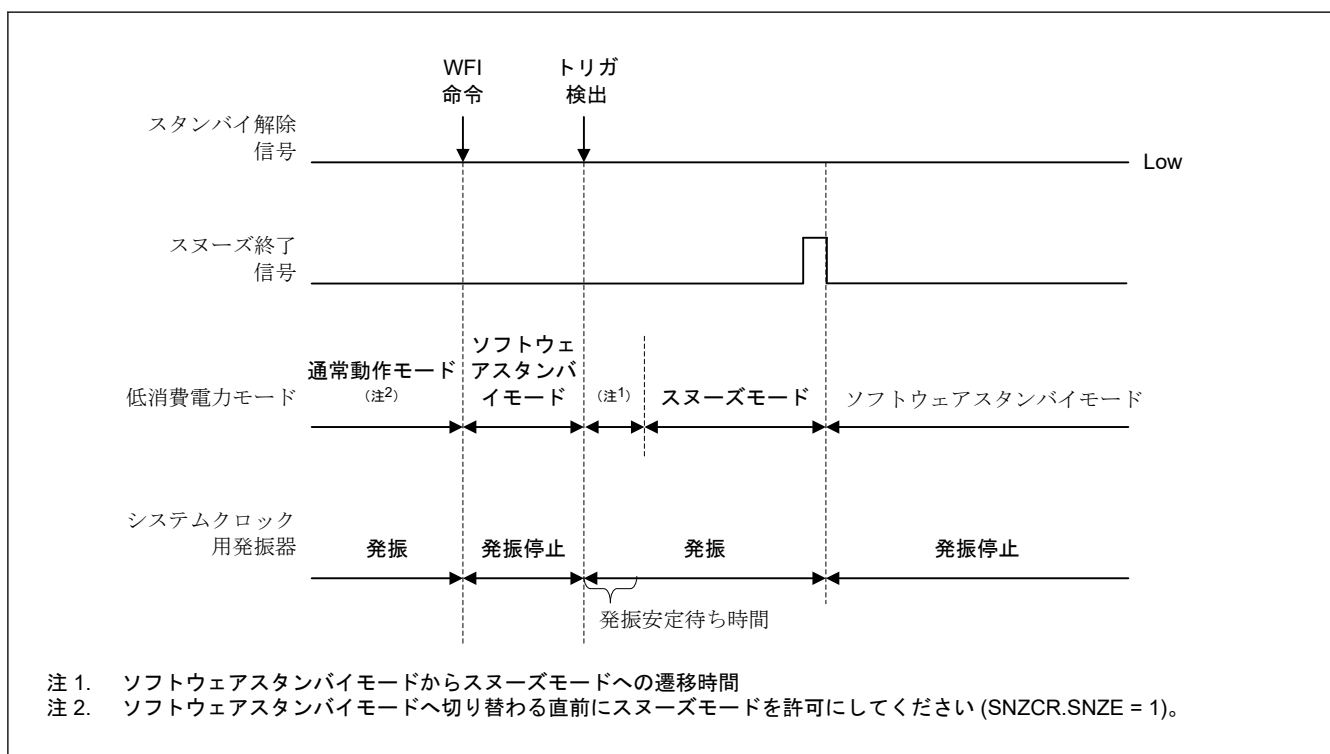 WFI
命令
トリガ
検出
スタンバイ解除
信号
Low
スヌーズ終了
信号
低消費電力モード
通常動作モード
（注2）
ソフトウェ
アスタンバ
イモード
（注1）
スヌーズモード
ソフトウェアスタンバイモード
システムクロック
用発振器
発振
発振停止
発振
発振停止
発振安定待ち時間
注 1. ソフトウェアスタンバイモードからスヌーズモードへの遷移時間
注 2. ソフトウェアスタンバイモードへ切り替わる直前にスヌーズモードを許可にしてください (SNZCR.SNZE = 1)。